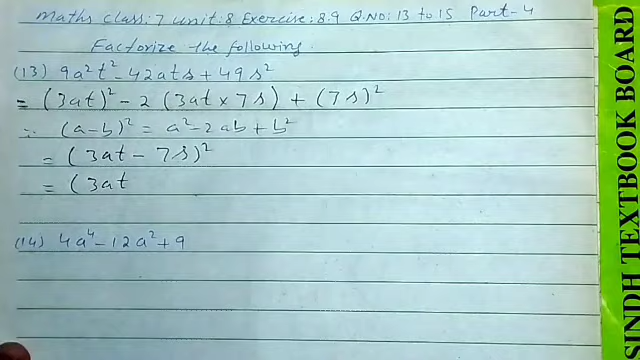 Maths Class: 7 Unit: 8 Exercise: 8.9 Q.NO: 13 to 15 Part-4
Factorize the following.
(13) 9a²t² - 42ats + 49s²
= (3at)² - 2 (3at × 7s) + (7s)²
∵ (a-b)² = a² - 2ab + b²
= (3at - 7s)²
= (3at
(14) 4a⁴ - 12a² + 9
SINDH TEXTBOOK BOARD